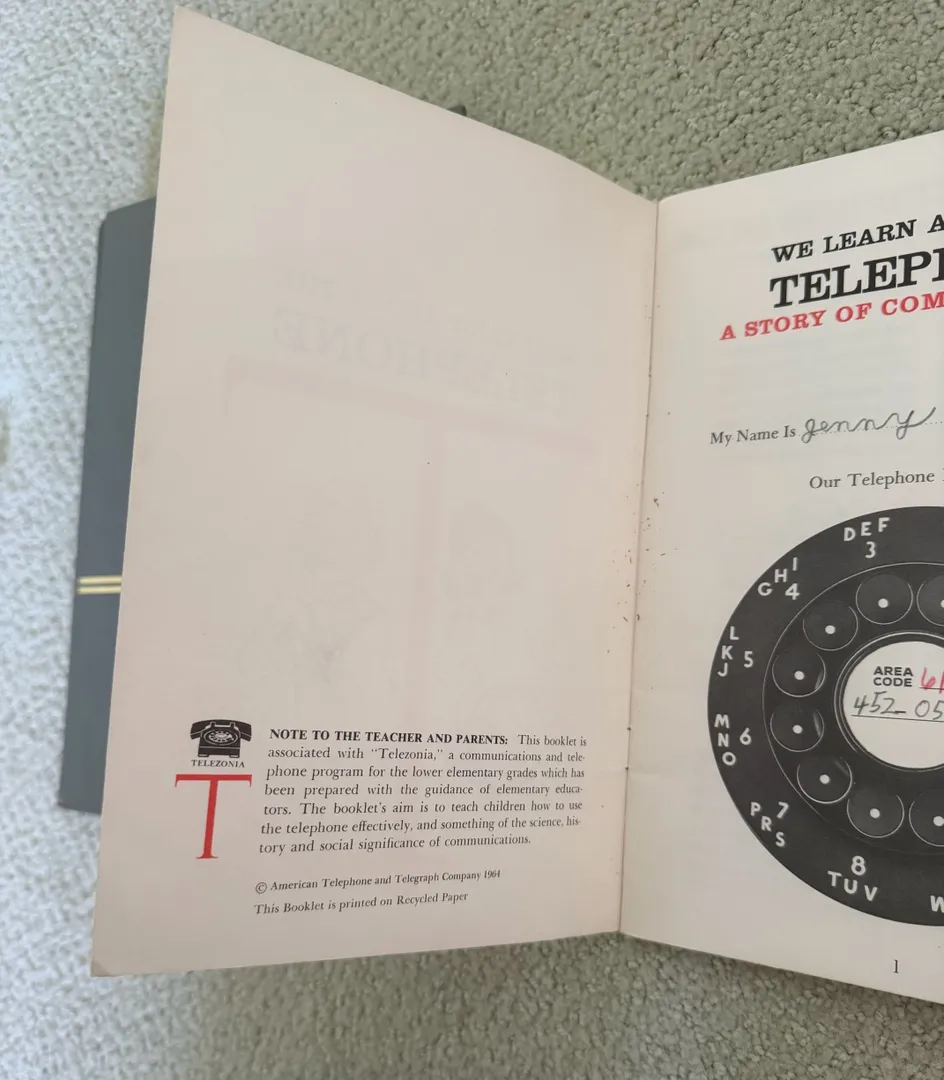 TELEZONIA
T
NOTE TO THE TEACHER AND PARENTS: This booklet is
associated with "Telezonia," a communications and tele-
phone program for the lower elementary grades which has
been prepared with the guidance of elementary educa-
tors. The booklet's aim is to teach children how to use
the telephone effectively, and something of the science, his-
tory and social significance of communications.
© American Telephone and Telegraph Company 1964
This Booklet is printed on Recycled Paper
WE LEARN A
TELEP
A STORY OF COM
My Name Is Jenny
Our Telephone
DEF
3
GHI
4
LKJ
5
MNO
6
PRS
7
8
TUV
W
AREA
CODE 61
452-05
1